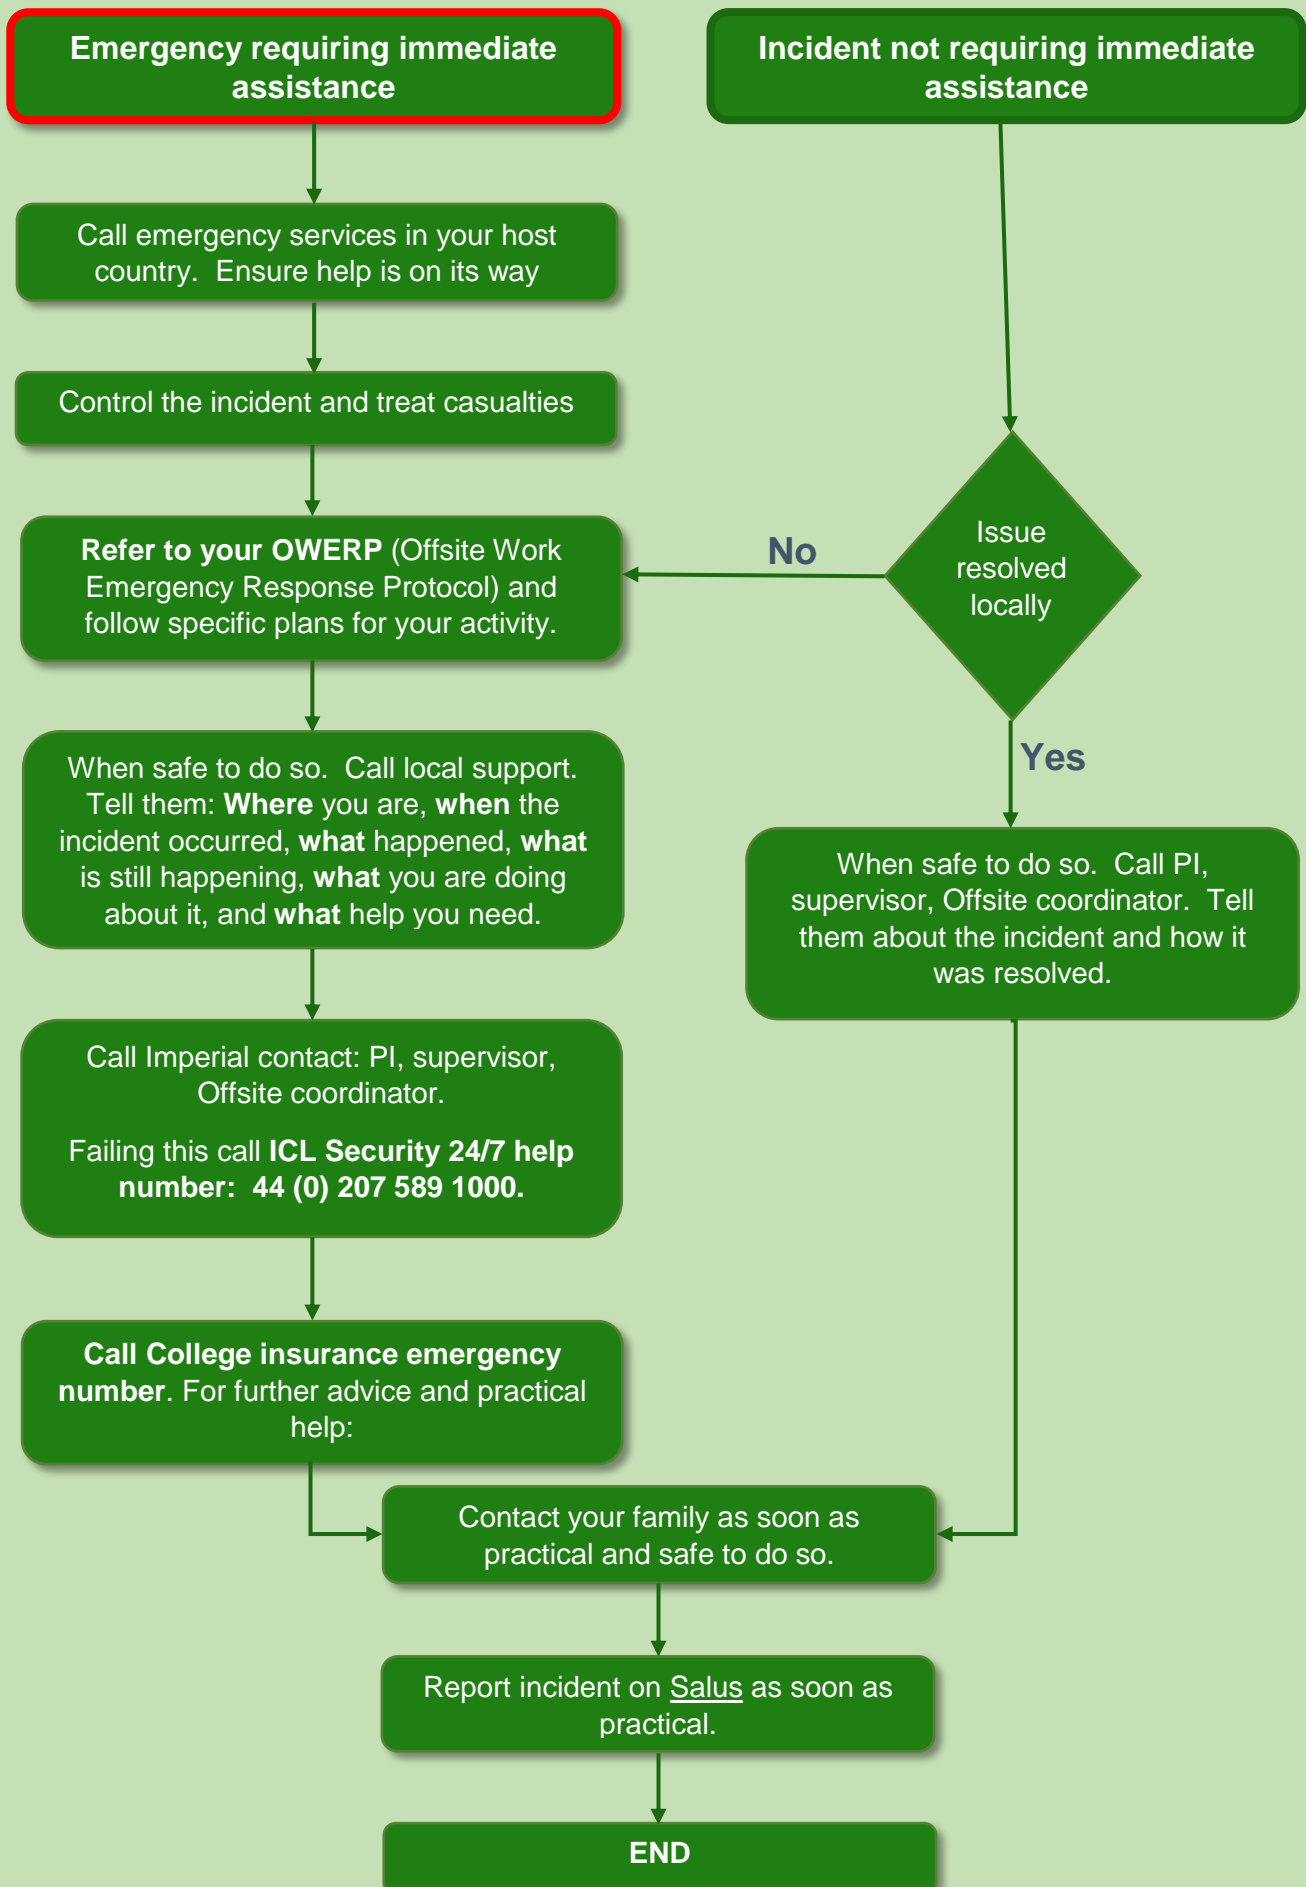 Emergency requiring immediate
assistance
Incident not requiring immediate
assistance
Call emergency services in your host
country.  Ensure help is on its way
Control the incident and treat casualties
Refer to your OWERP (Offsite Work
Emergency Response Protocol) and
follow specific plans for your activity.
No
Issue
resolved
locally
Yes
When safe to do so.  Call local support.
Tell them: Where you are, when the
incident occurred, what happened, what
is still happening, what you are doing
about it, and what help you need.
When safe to do so.  Call PI,
supervisor, Offsite coordinator.  Tell
them about the incident and how it
was resolved.
Call Imperial contact: PI, supervisor,
Offsite coordinator.
Failing this call ICL Security 24/7 help
number:  44 (0) 207 589 1000.
Call College insurance emergency
number. For further advice and practical
help:
Contact your family as soon as
practical and safe to do so.
Report incident on Salus as soon as
practical.
END